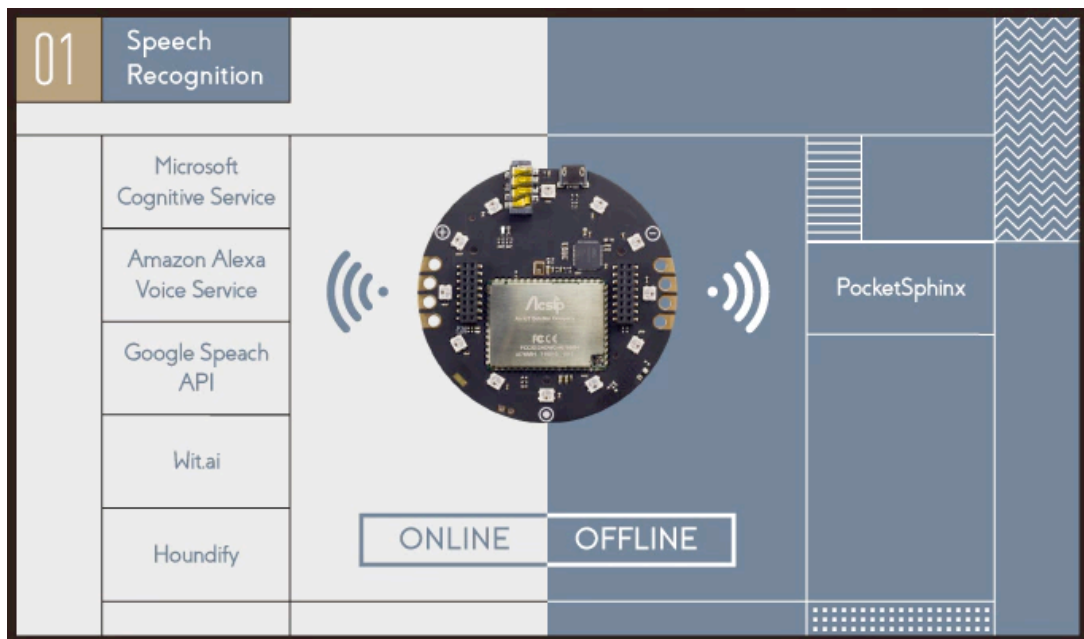 01
Speech
Recognition
Microsoft
Cognitive Service
Amazon Alexa
Voice Service
Google Speach
API
Wit.ai
Houndify
Acsip
PocketSphinx
ONLINE
OFFLINE